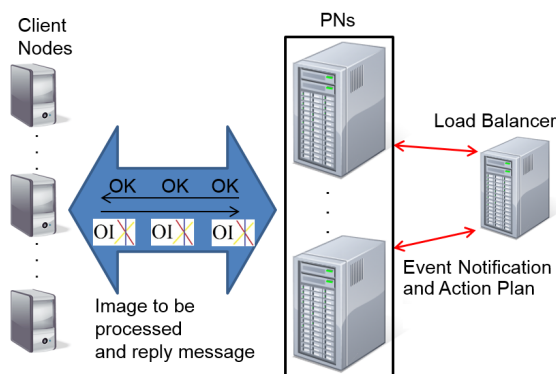 Client
Nodes
PNs
Load Balancer
OK OK OK
OI OI OI
Image to be
processed
and reply message
Event Notification
and Action Plan